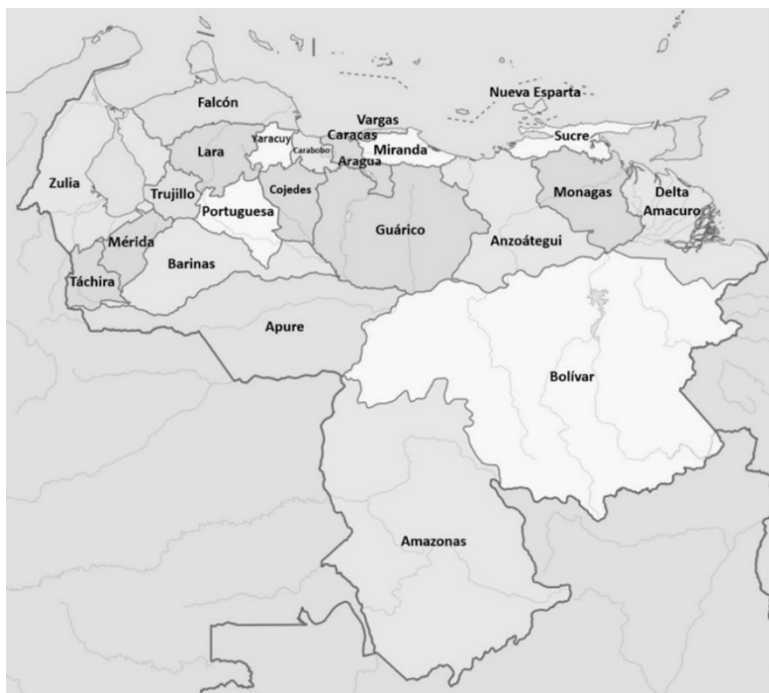 Nueva Esparta
Falcón
Vargas
Caracas
Sucre
Yaracuy
Carabobo
Miranda
Lara
Aragua
Zulia
Trujillo
Cojedes
Monagas
Delta
Amacuro
Portuguesa
Guárico
Mérida
Anzoátegui
Barinas
Táchira
Apure
Bolívar
Amazonas